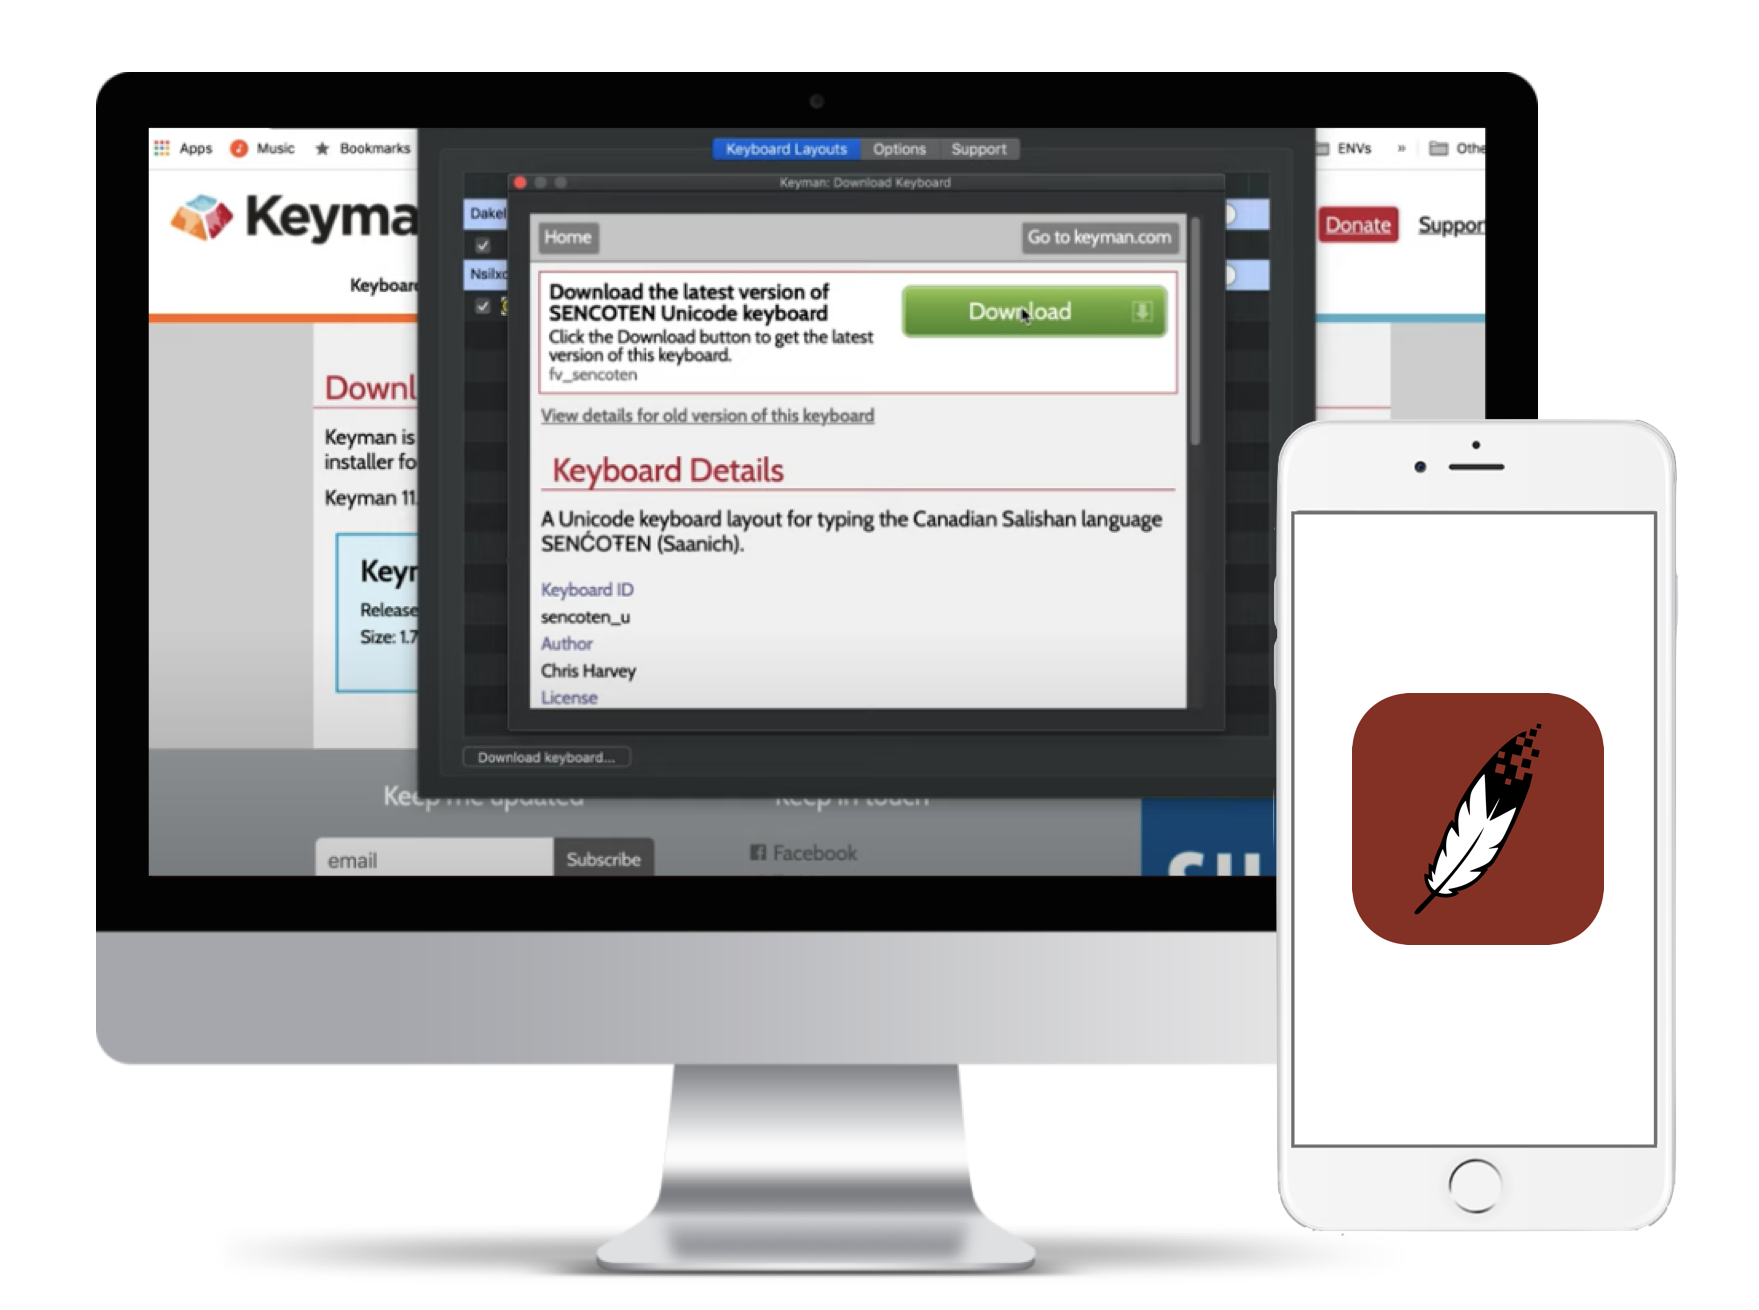 Apps Music Bookmarks
ENVs » Othe
Keyma
Donate Suppor
Keyboar
Downl
Keyman is
installer fo
Keyman 11.
Keyr
Release
Size: 1.7
Keyboard Layouts Options Support
Keyman: Download Keyboard
Dakel
Nsilxc
Home Go to keyman.com
Download the latest version of
SENCOTEN Unicode keyboard
Click the Download button to get the latest
version of this keyboard.
fv_sencoten
Download
View details for old version of this keyboard
Keyboard Details
A Unicode keyboard layout for typing the Canadian Salishan language
SENĆOŦEN (Saanich).
Keyboard ID
sencoten_u
Author
Chris Harvey
License
Download keyboard...
Keep me updated Keep in touch
email Subscribe
Facebook